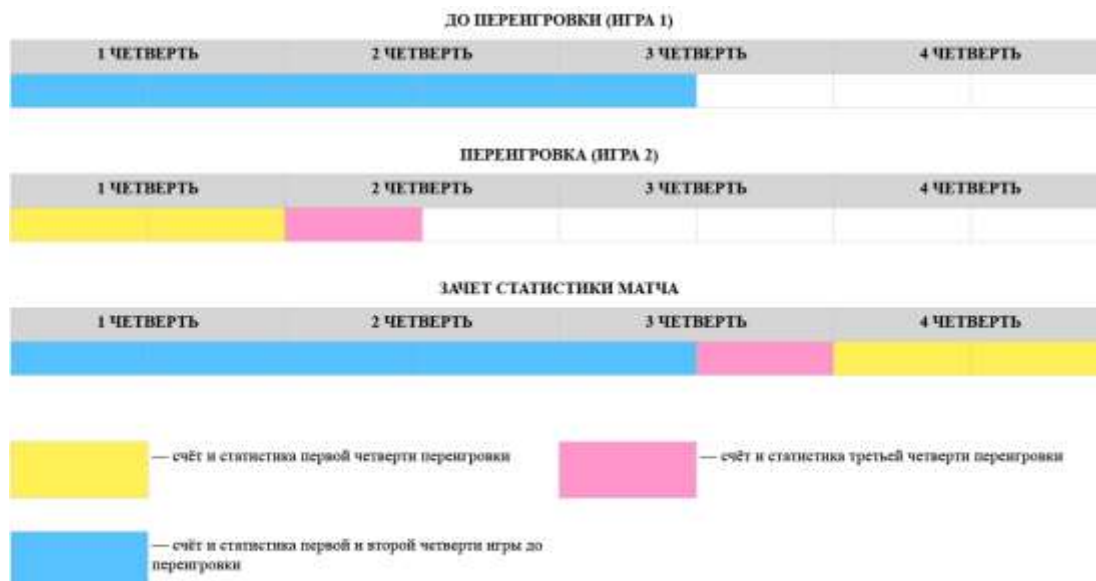 ДО ПЕРЕИГРОВКИ (ИГРА 1)
1 ЧЕТВЕРТЬ 2 ЧЕТВЕРТЬ 3 ЧЕТВЕРТЬ 4 ЧЕТВЕРТЬ
ПЕРЕИГРОВКА (ИГРА 2)
1 ЧЕТВЕРТЬ 2 ЧЕТВЕРТЬ 3 ЧЕТВЕРТЬ 4 ЧЕТВЕРТЬ
ЗАЧЕТ СТАТИСТИКИ МАТЧА
1 ЧЕТВЕРТЬ 2 ЧЕТВЕРТЬ 3 ЧЕТВЕРТЬ 4 ЧЕТВЕРТЬ
— счёт и статистика первой четверти переигровки
— счёт и статистика третьей четверти переигровки
— счёт и статистика первой и второй четверти игры до
переигровки